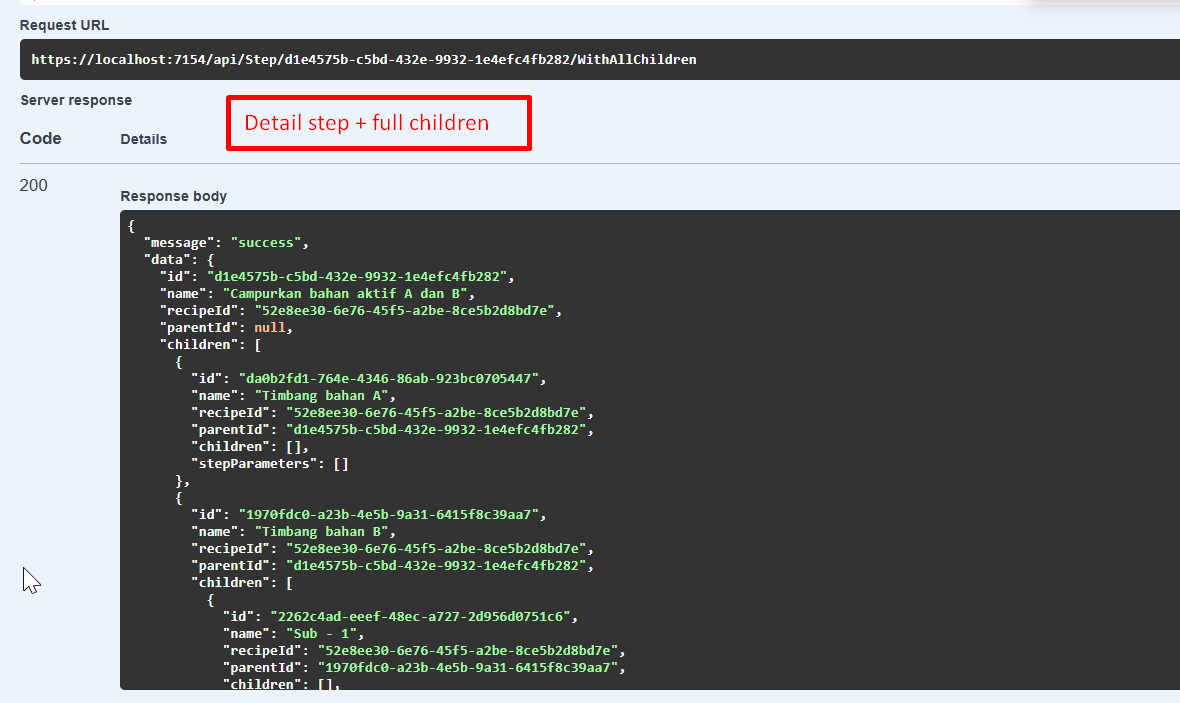 Request URL
https://localhost:7154/api/Step/d1e4575b-c5bd-432e-9932-1e4efc4fb282/WithAllChildren
Server response
Detail step + full children
Code Details
200
Response body
{
  "message": "success",
  "data": {
    "id": "d1e4575b-c5bd-432e-9932-1e4efc4fb282",
    "name": "Campurkan bahan aktif A dan B",
    "recipeId": "52e8ee30-6e76-45f5-a2be-8ce5b2d8bd7e",
    "parentId": null,
    "children": [
      {
        "id": "da0b2fd1-764e-4346-86ab-923bc0705447",
        "name": "Timbang bahan A",
        "recipeId": "52e8ee30-6e76-45f5-a2be-8ce5b2d8bd7e",
        "parentId": "d1e4575b-c5bd-432e-9932-1e4efc4fb282",
        "children": [],
        "stepParameters": []
      },
      {
        "id": "1970fdc0-a23b-4e5b-9a31-6415f8c39aa7",
        "name": "Timbang bahan B",
        "recipeId": "52e8ee30-6e76-45f5-a2be-8ce5b2d8bd7e",
        "parentId": "d1e4575b-c5bd-432e-9932-1e4efc4fb282",
        "children": [
          {
            "id": "2262c4ad-eeef-48ec-a727-2d956d0751c6",
            "name": "Sub - 1",
            "recipeId": "52e8ee30-6e76-45f5-a2be-8ce5b2d8bd7e",
            "parentId": "1970fdc0-a23b-4e5b-9a31-6415f8c39aa7",
            "children": [],